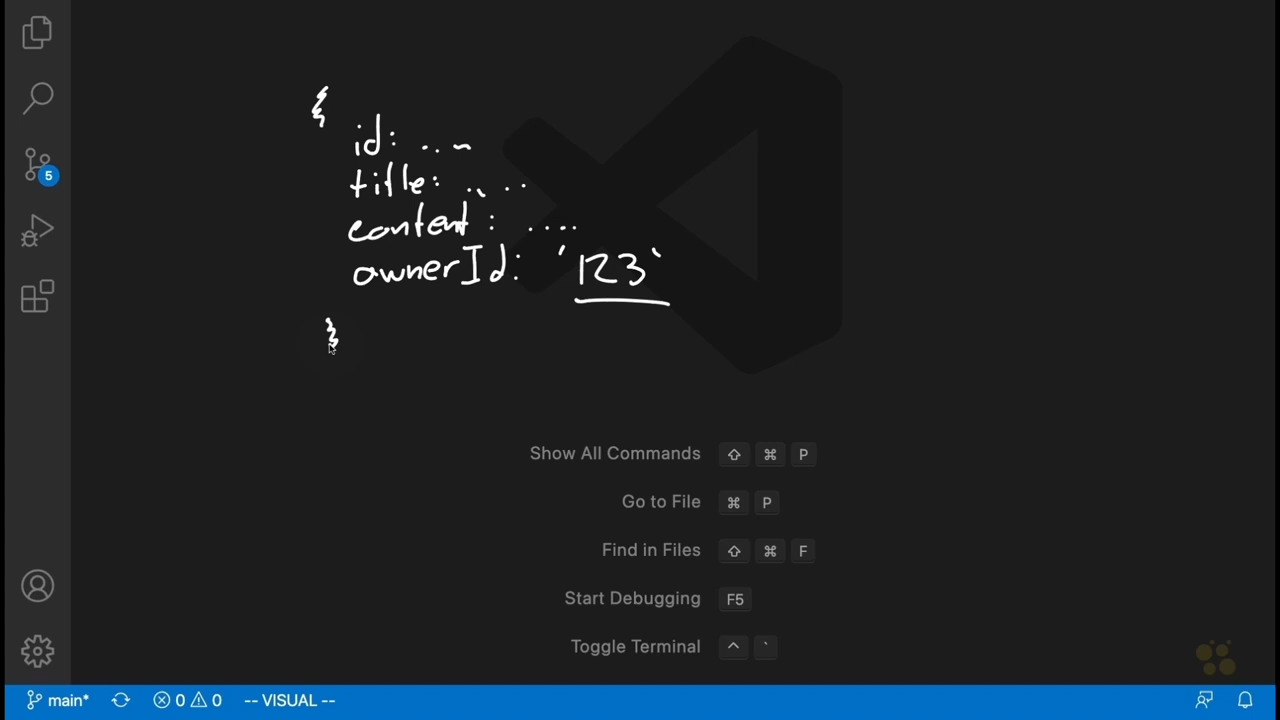 {
id: ...
title: ....
content: ....
ownerId: '123'
}
5
Show All Commands ⇧ ⌘ P
Go to File ⌘ P
Find in Files ⇧ ⌘ F
Start Debugging F5
Toggle Terminal ^ `
main* 0 0 -- VISUAL --